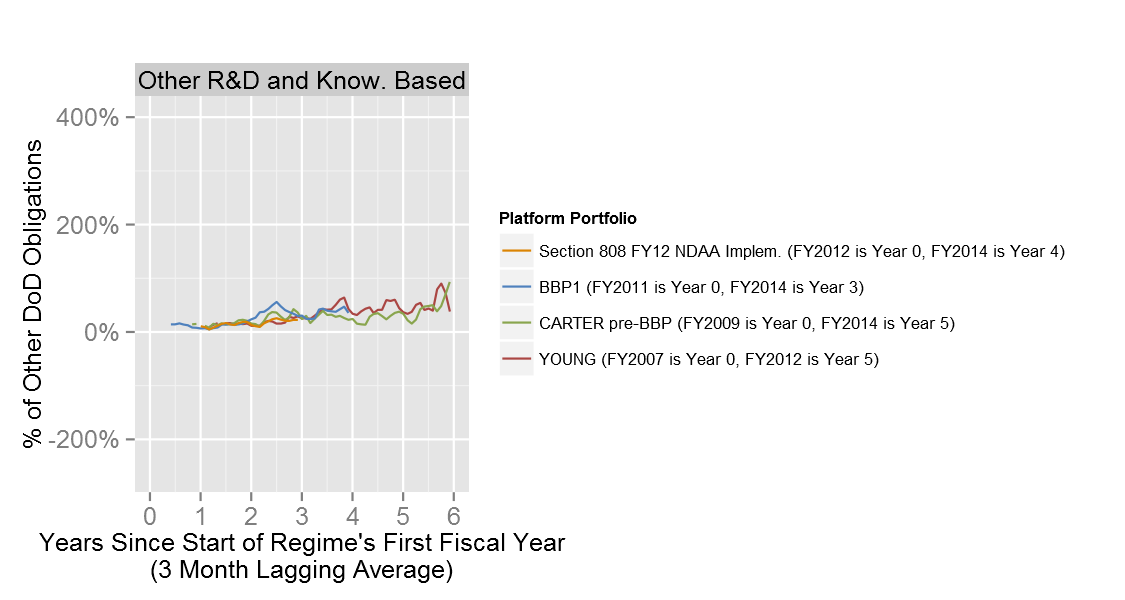 Other R&D and Know. Based
400%
200%
0%
-200%
% of Other DoD Obligations
0 1 2 3 4 5 6
Years Since Start of Regime's First Fiscal Year
(3 Month Lagging Average)
Platform Portfolio
Section 808 FY12 NDAA Implem. (FY2012 is Year 0, FY2014 is Year 4)
BBP1 (FY2011 is Year 0, FY2014 is Year 3)
CARTER pre-BBP (FY2009 is Year 0, FY2014 is Year 5)
YOUNG (FY2007 is Year 0, FY2012 is Year 5)